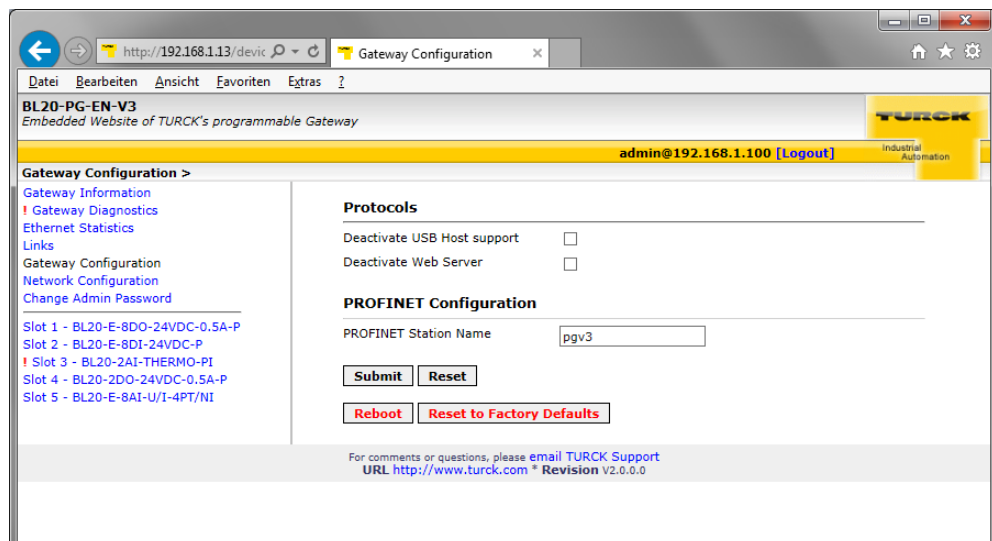 http://192.168.1.13/devic
Gateway Configuration
Datei Bearbeiten Ansicht Favoriten Extras ?
BL20-PG-EN-V3
Embedded Website of TURCK's programmable Gateway
TURCK
Industrial
Automation
admin@192.168.1.100 [Logout]
Gateway Configuration >
Gateway Information
! Gateway Diagnostics
Ethernet Statistics
Links
Gateway Configuration
Network Configuration
Change Admin Password
Slot 1 - BL20-E-8DO-24VDC-0.5A-P
Slot 2 - BL20-E-8DI-24VDC-P
! Slot 3 - BL20-2AI-THERMO-PI
Slot 4 - BL20-2DO-24VDC-0.5A-P
Slot 5 - BL20-E-8AI-U/I-4PT/NI
Protocols
Deactivate USB Host support
Deactivate Web Server
PROFINET Configuration
PROFINET Station Name pgv3
Submit Reset
Reboot Reset to Factory Defaults
For comments or questions, please email TURCK Support
URL http://www.turck.com * Revision V2.0.0.0